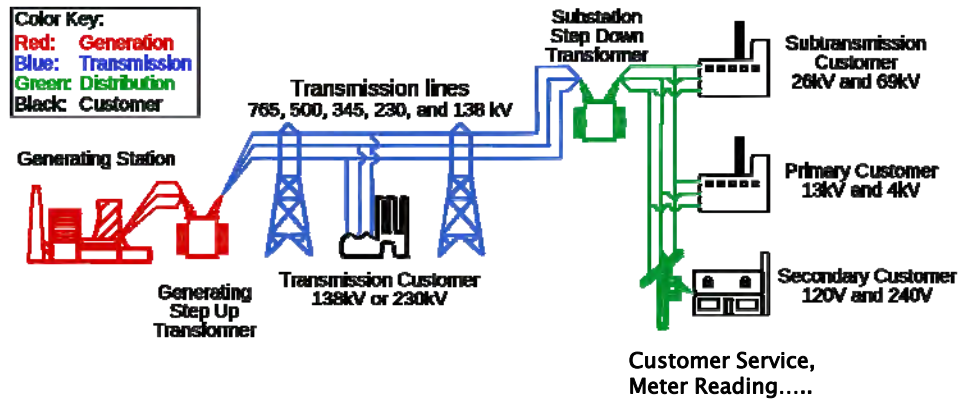 Color Key:
Red: Generation
Blue: Transmission
Green: Distribution
Black: Customer
Generating Station
Generating
Step Up
Transformer
Transmission lines
765, 500, 345, 230, and 138 kV
Transmission Customer
138kV or 230kV
Substation
Step Down
Transformer
Subtransmission
Customer
26kV and 69kV
Primary Customer
13kV and 4kV
Secondary Customer
120V and 240V
Customer Service,
Meter Reading…..